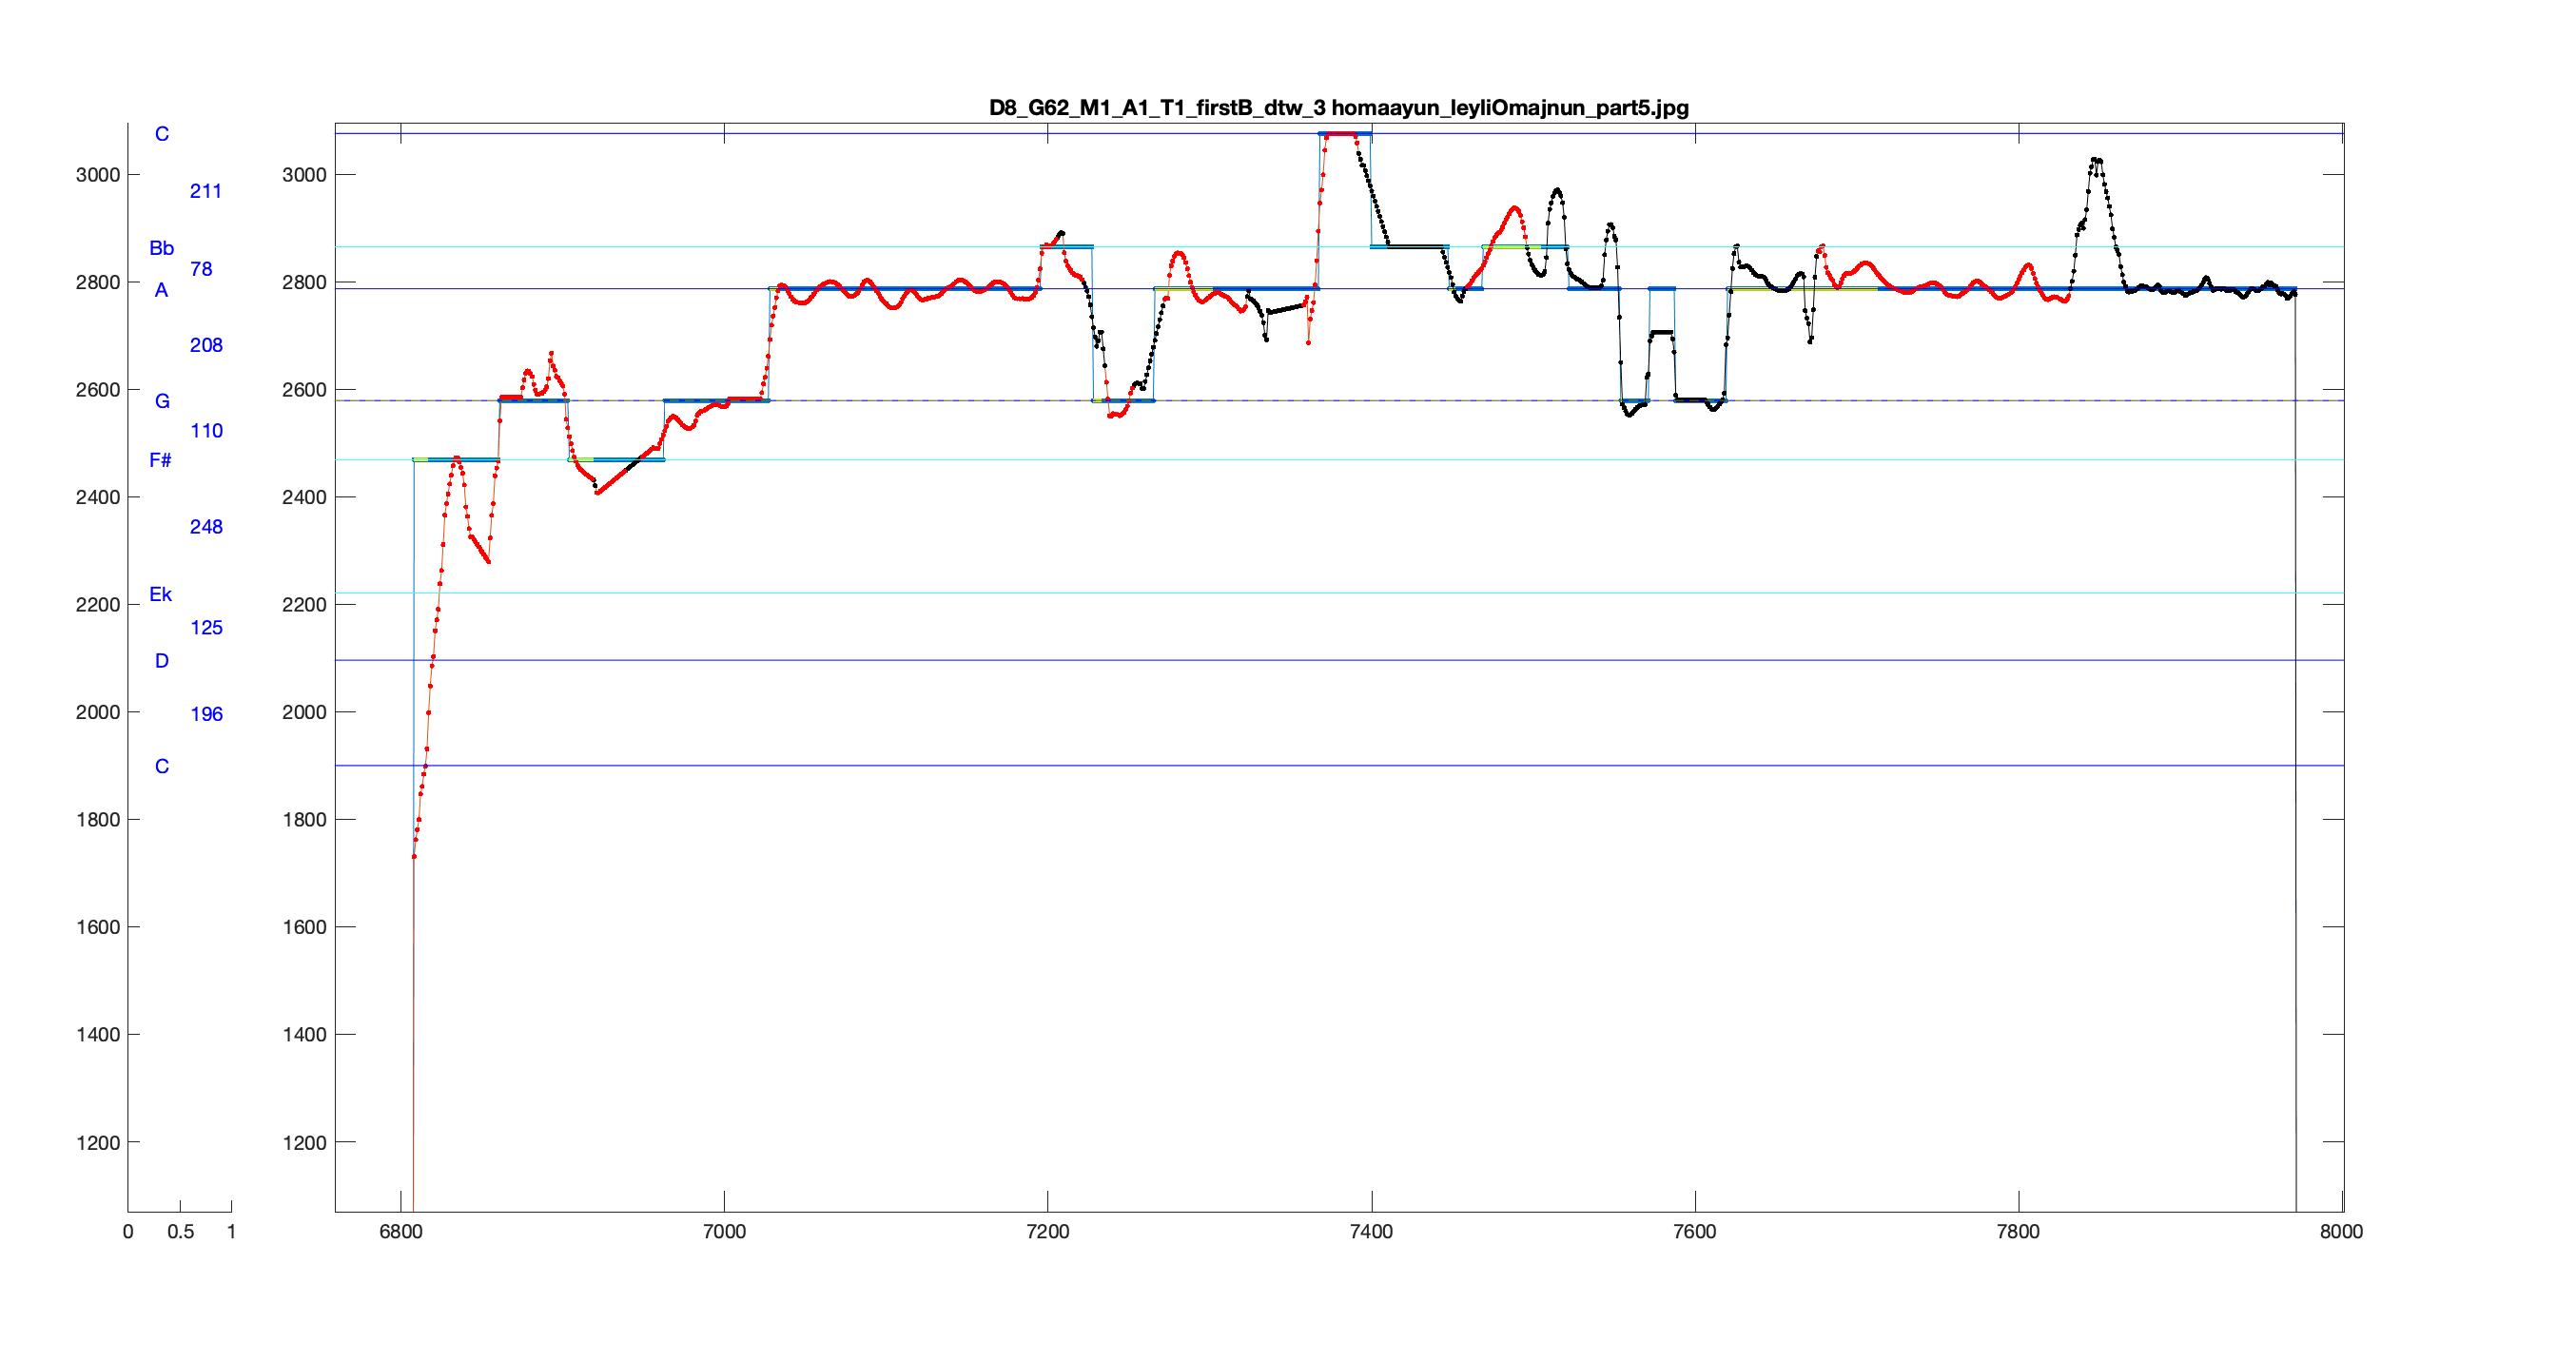 D8_G62_M1_A1_T1_firstB_dtw_3 homaayun_leyliOmajnun_part5.jpg
C
3000 211 3000
Bb
78
2800 A 2800
208
2600 2600
G
110
F#
2400 2400
248
Ek
2200 2200
125
D
2000 196 2000
C
1800 1800
1600 1600
1400 1400
1200 1200
0 0.5 1 6800 7000 7200 7400 7600 7800 8000